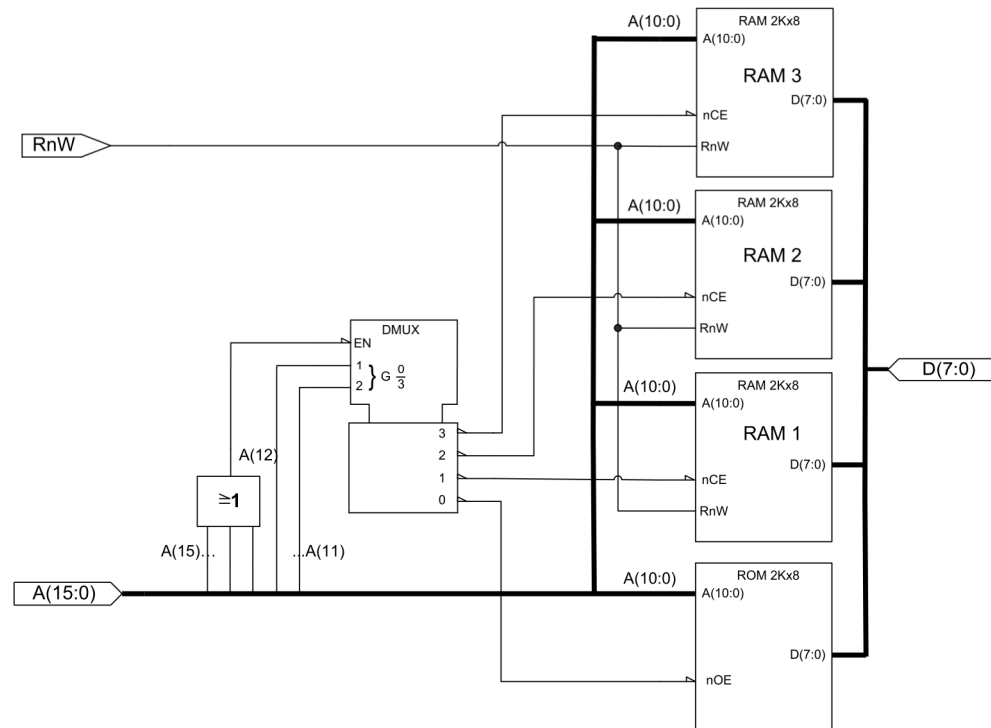 A(10:0)
RAM 2Kx8
A(10:0)
RAM 3
D(7:0)
nCE
RnW
RnW
A(10:0)
RAM 2Kx8
A(10:0)
RAM 2
D(7:0)
nCE
RnW
DMUX
EN
1
2
} G 0/3
3
2
1
0
D(7:0)
A(10:0)
RAM 2Kx8
A(10:0)
RAM 1
D(7:0)
nCE
RnW
A(12)
≥1
A(15)...
...A(11)
A(15:0)
A(10:0)
ROM 2Kx8
A(10:0)
D(7:0)
nOE